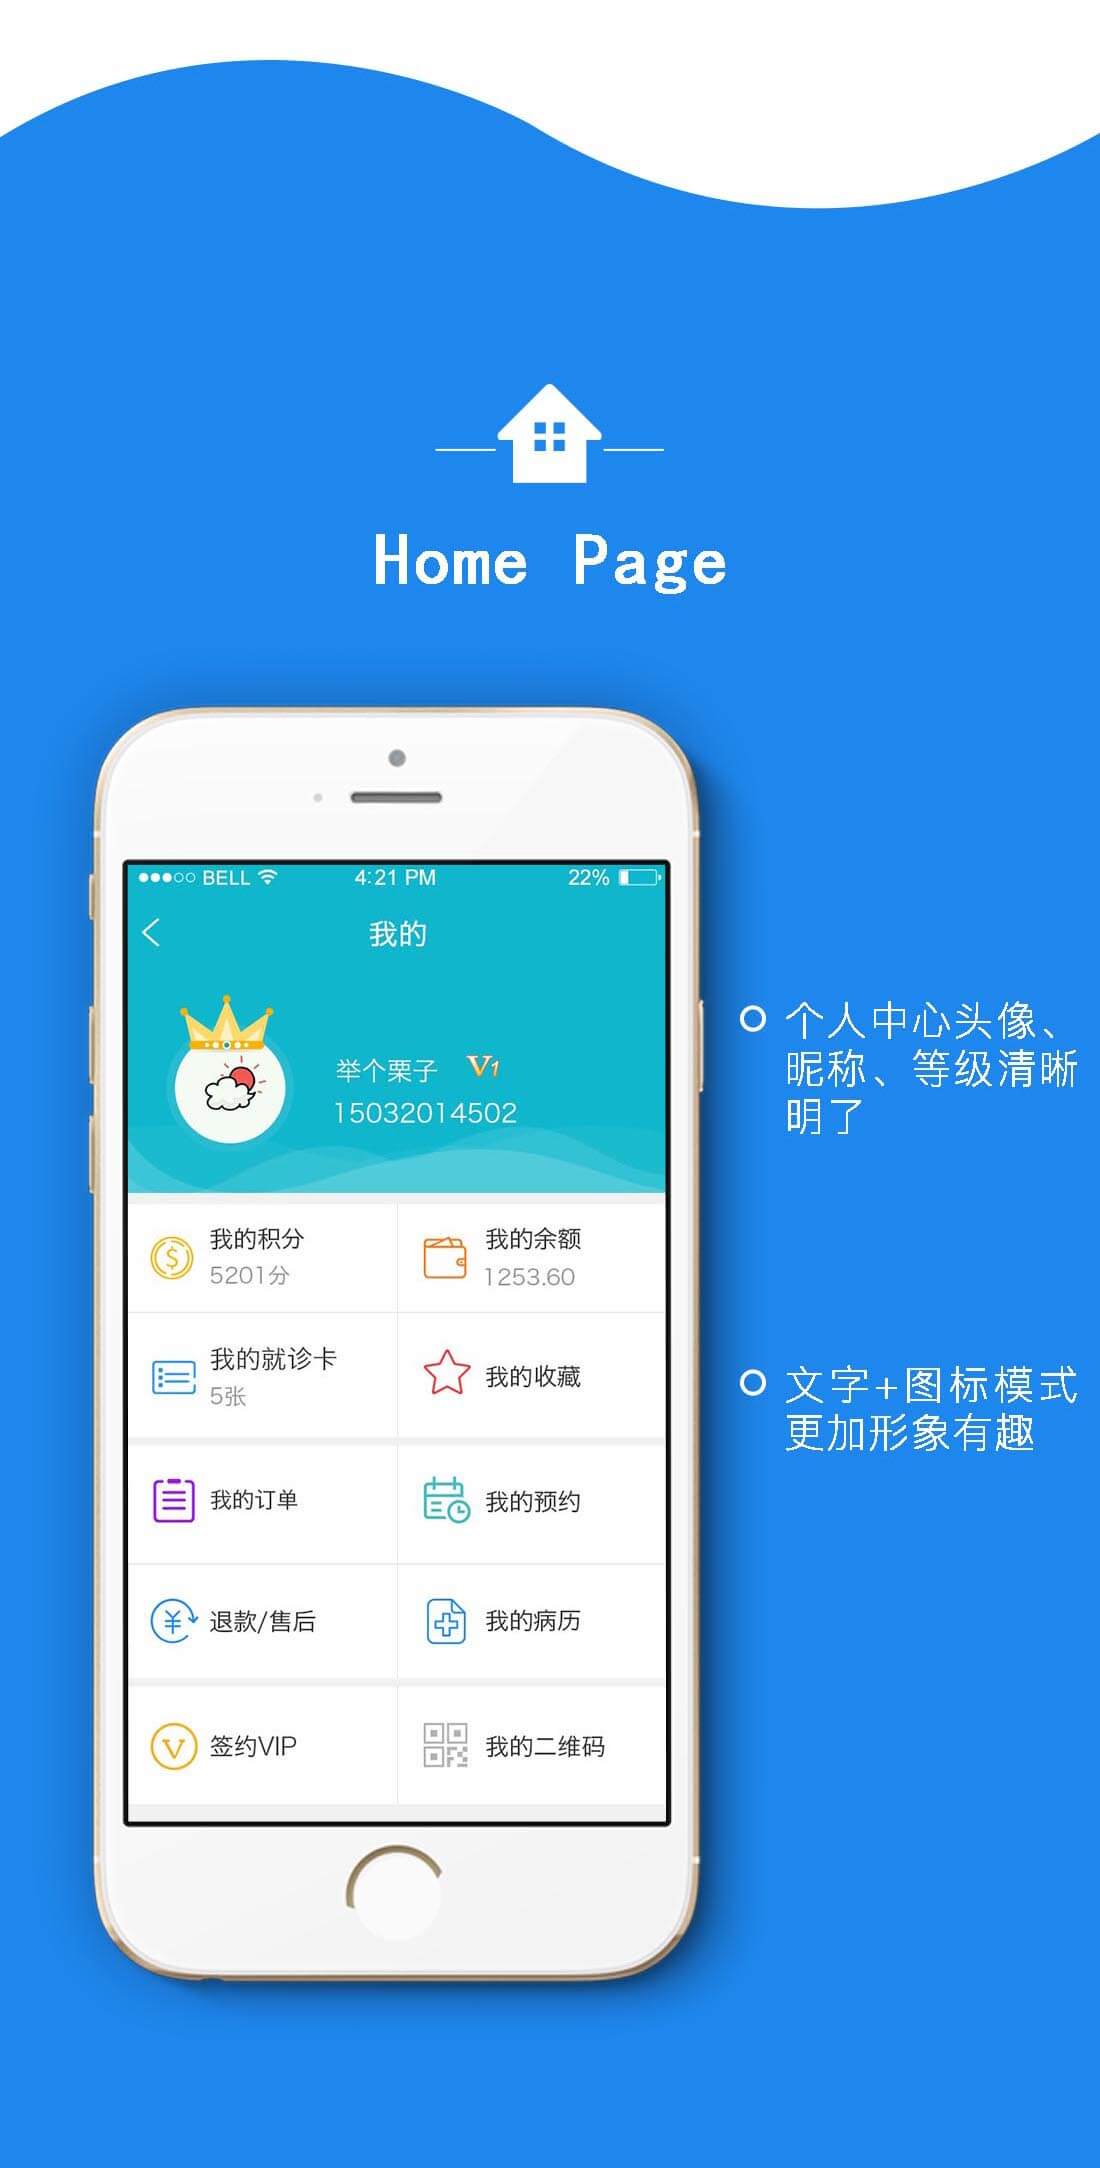 Home Page
BELL 4:21 PM 22%
我的
举个栗子 V1
15032014502
我的积分
5201分
我的余额
1253.60
我的就诊卡
5张
我的收藏
我的订单
我的预约
退款/售后
我的病历
签约VIP
我的二维码
个人中心头像、
昵称、等级清晰
明了
文字+图标模式
更加形象有趣